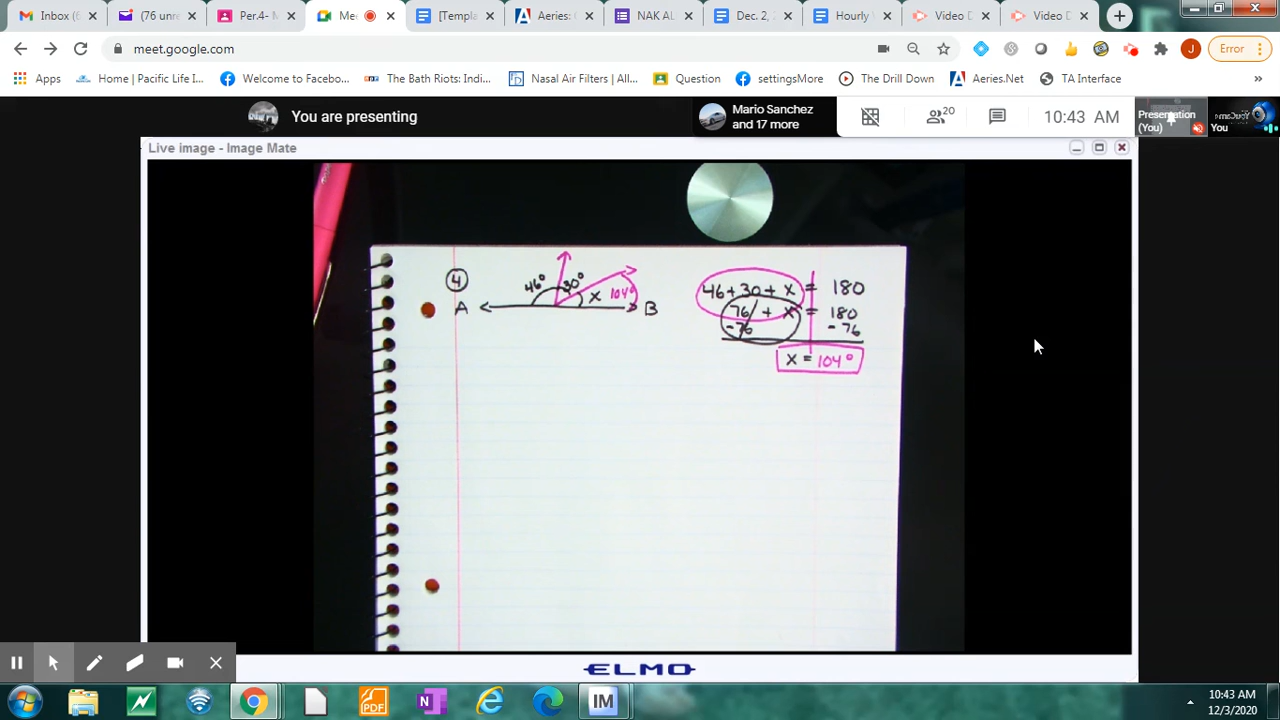 Inbox (6
(76 unre
Per.4-
Mee
[Templa
Aeries:
NAK AL
Dec. 2,
Hourly
Video D
Video D
meet.google.com
J
Error
Apps
Home | Pacific Life I...
Welcome to Facebo...
The Bath Riots: Indi...
Nasal Air Filters | All...
Question
settingsMore
The Drill Down
Aeries.Net
TA Interface
»
You are presenting
Mario Sanchez
and 17 more
20
10:43 AM
Presentation
(You)
You
Live image - Image Mate
4
46° 30° x 104°
A B
46+30+x = 180
76 + x = 180
-76 - 76
x = 104°
ELMO
IM
10:43 AM
12/3/2020